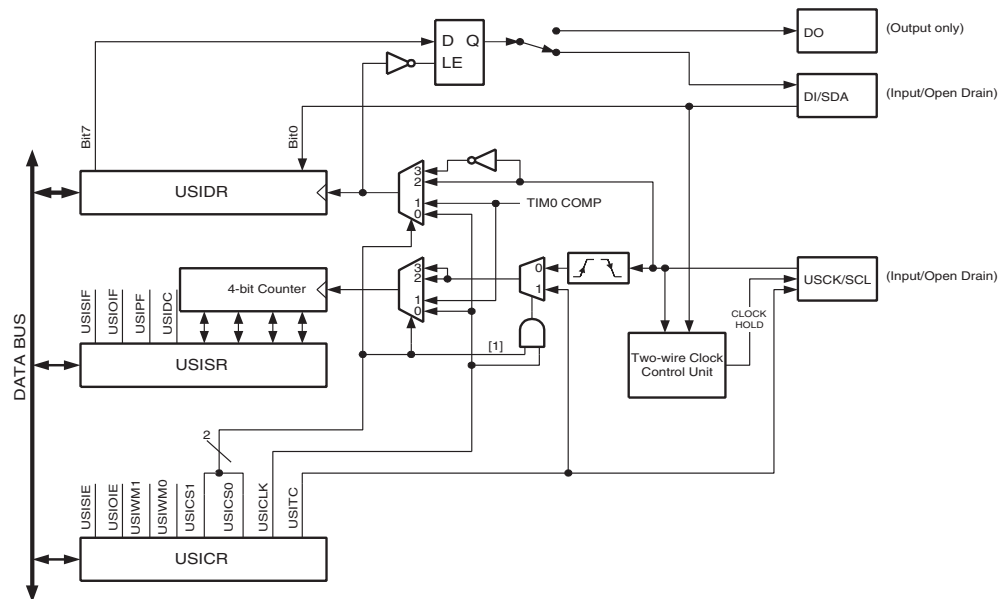 D Q
LE
DO
(Output only)
DI/SDA
(Input/Open Drain)
Bit7
Bit0
USIDR
3
2
1
0
TIM0 COMP
DATA BUS
USISIF
USIOIF
USIPF
USIDC
4-bit Counter
3
2
1
0
0
1
USCK/SCL
(Input/Open Drain)
CLOCK
HOLD
[1]
USISR
Two-wire Clock
Control Unit
2
USISIE
USIOIE
USIWM1
USIWM0
USICS1
USICS0
USICLK
USITC
USICR